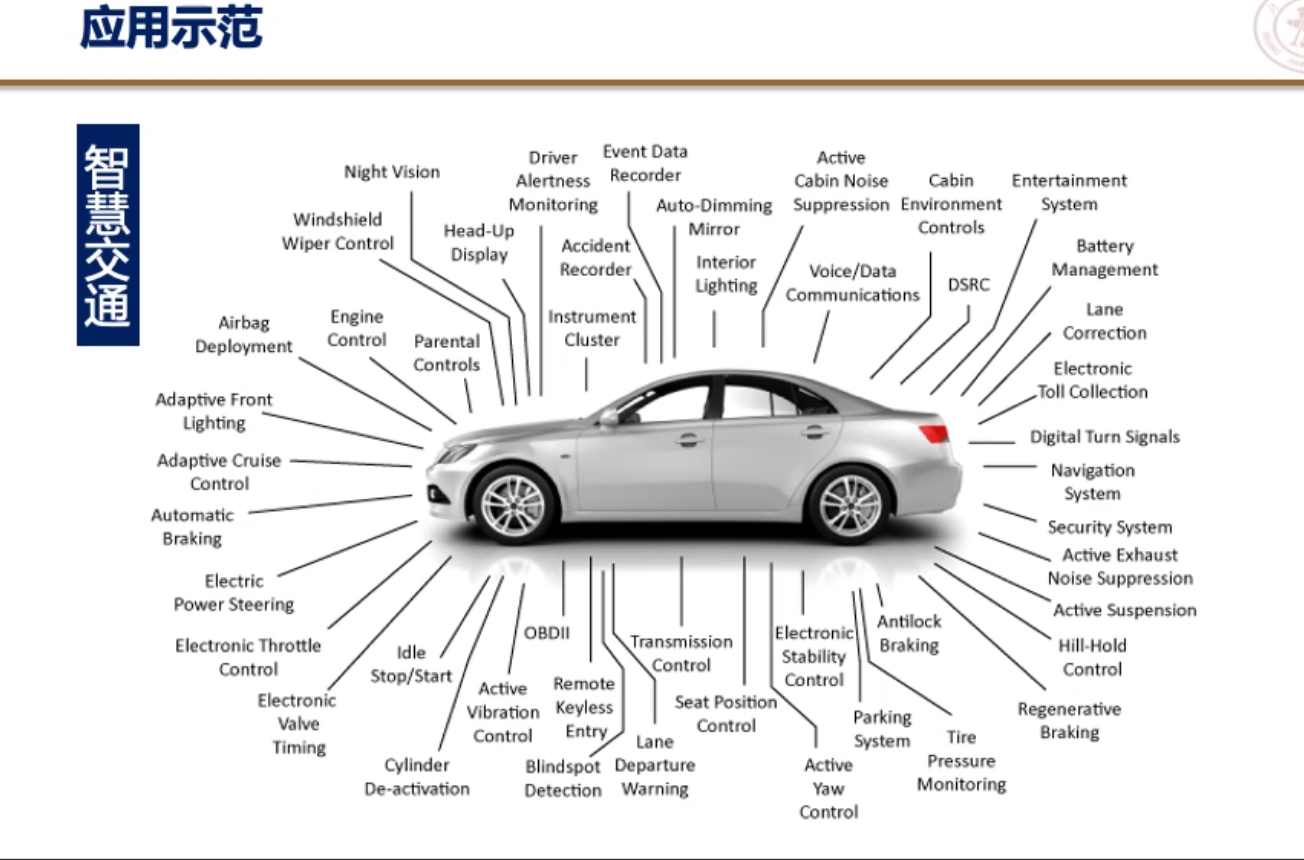 应用示范
智慧交通
Night Vision
Driver
Alertness
Monitoring
Event Data
Recorder
Active
Cabin Noise
Suppression
Cabin
Environment
Controls
Entertainment
System
Windshield
Wiper Control
Head-Up
Display
Accident
Recorder
Auto-Dimming
Mirror
Interior
Lighting
Voice/Data
Communications
DSRC
Battery
Management
Lane
Correction
Airbag
Deployment
Engine
Control
Parental
Controls
Instrument
Cluster
Electronic
Toll Collection
Adaptive Front
Lighting
Digital Turn Signals
Adaptive Cruise
Control
Navigation
System
Automatic
Braking
Security System
Electric
Power Steering
Active Exhaust
Noise Suppression
Active Suspension
Electronic Throttle
Control
Idle
Stop/Start
OBDII
Transmission
Control
Electronic
Stability
Control
Antilock
Braking
Hill-Hold
Control
Electronic
Valve
Timing
Active
Vibration
Control
Remote
Keyless
Entry
Seat Position
Control
Parking
System
Regenerative
Braking
Cylinder
De-activation
Blindspot
Detection
Lane
Departure
Warning
Active
Yaw
Control
Tire
Pressure
Monitoring